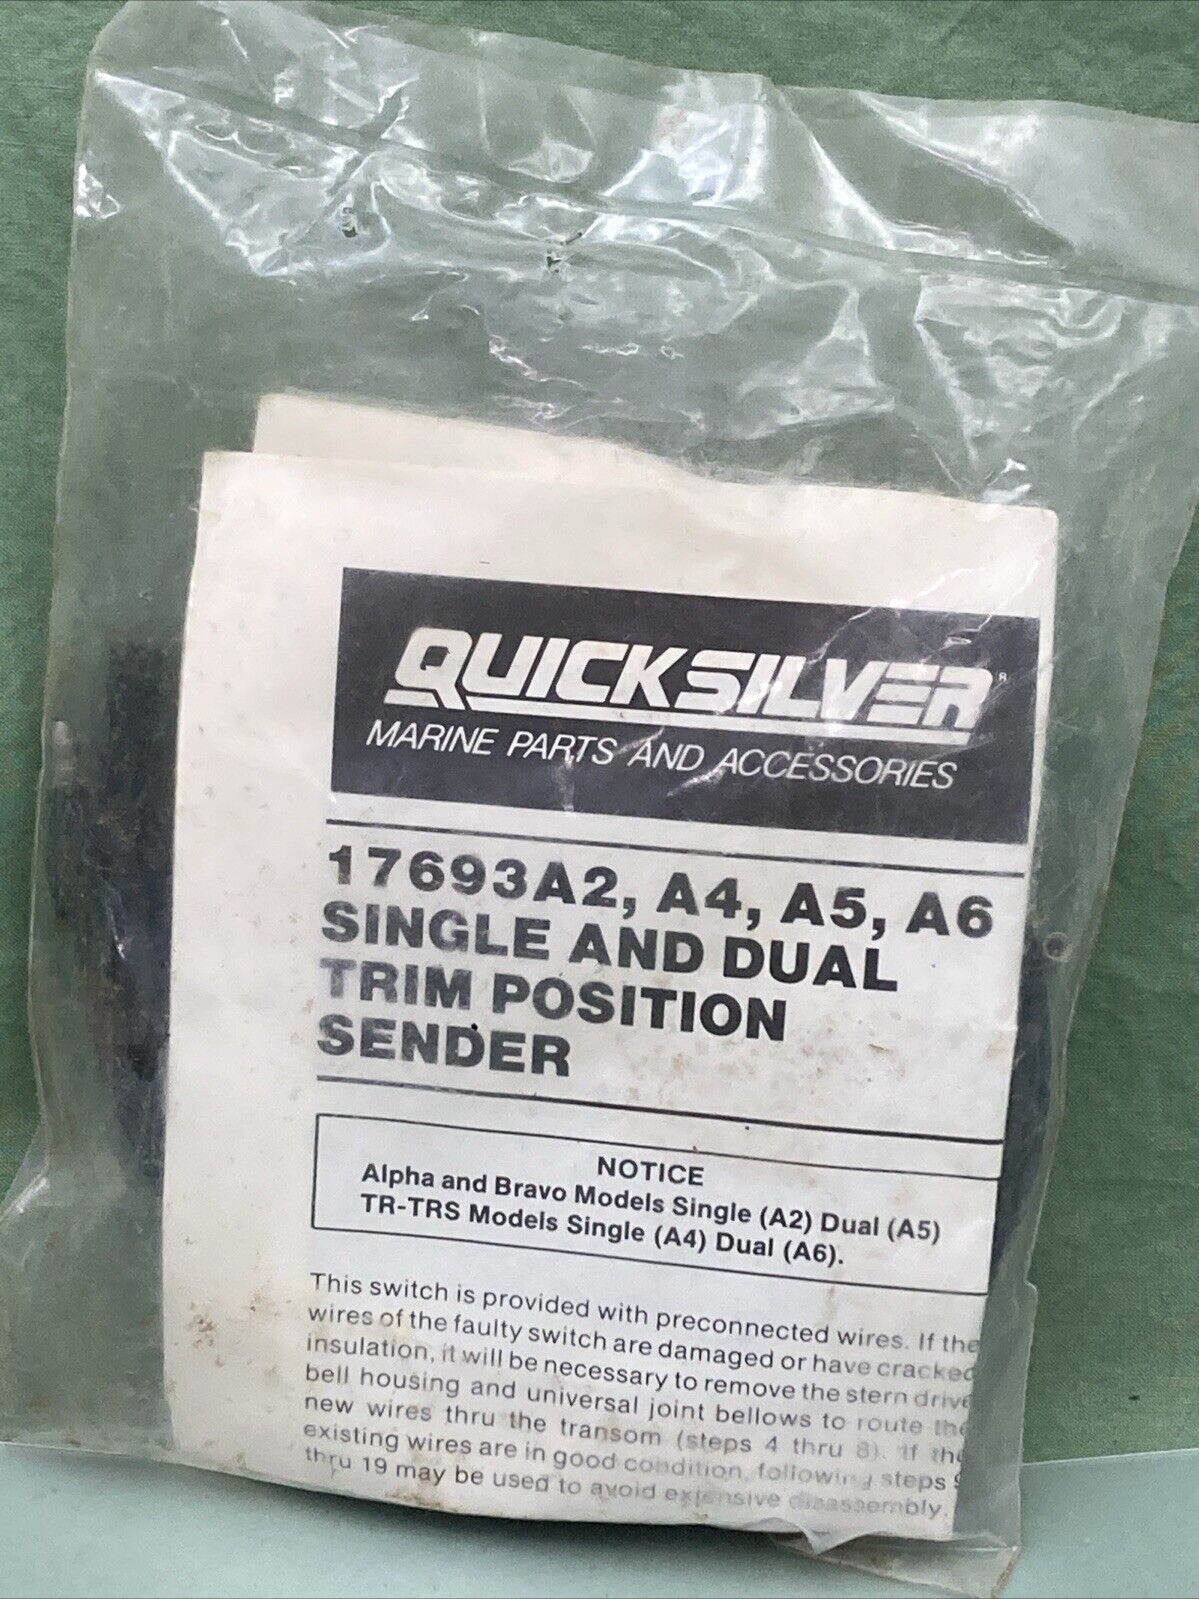 QUICKSILVER®
MARINE PARTS AND ACCESSORIES
17693A2, A4, A5, A6
SINGLE AND DUAL
TRIM POSITION
SENDER
NOTICE
Alpha and Bravo Models Single (A2) Dual (A5)
TR-TRS Models Single (A4) Dual (A6).
This switch is provided with preconnected wires. If the
wires of the faulty switch are damaged or have cracked
insulation, it will be necessary to remove the stern drive
bell housing and universal joint bellows to route the
new wires thru the transom (steps 4 thru 8). If the
existing wires are in good condition, following steps 9
thru 19 may be used to avoid extensive disassembly.